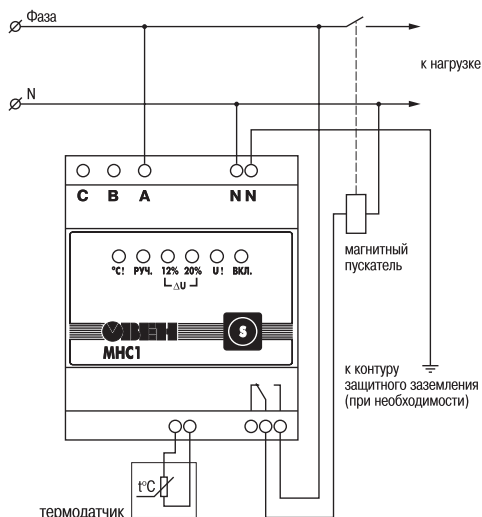 Фаза
к нагрузке
N
C B A N N
магнитный
пускатель
°C! РУЧ. 12% 20% U! ВКЛ.
ΔU
ОВЕН
S
МНС1
к контуру
защитного заземления
(при необходимости)
t°C
термодатчик